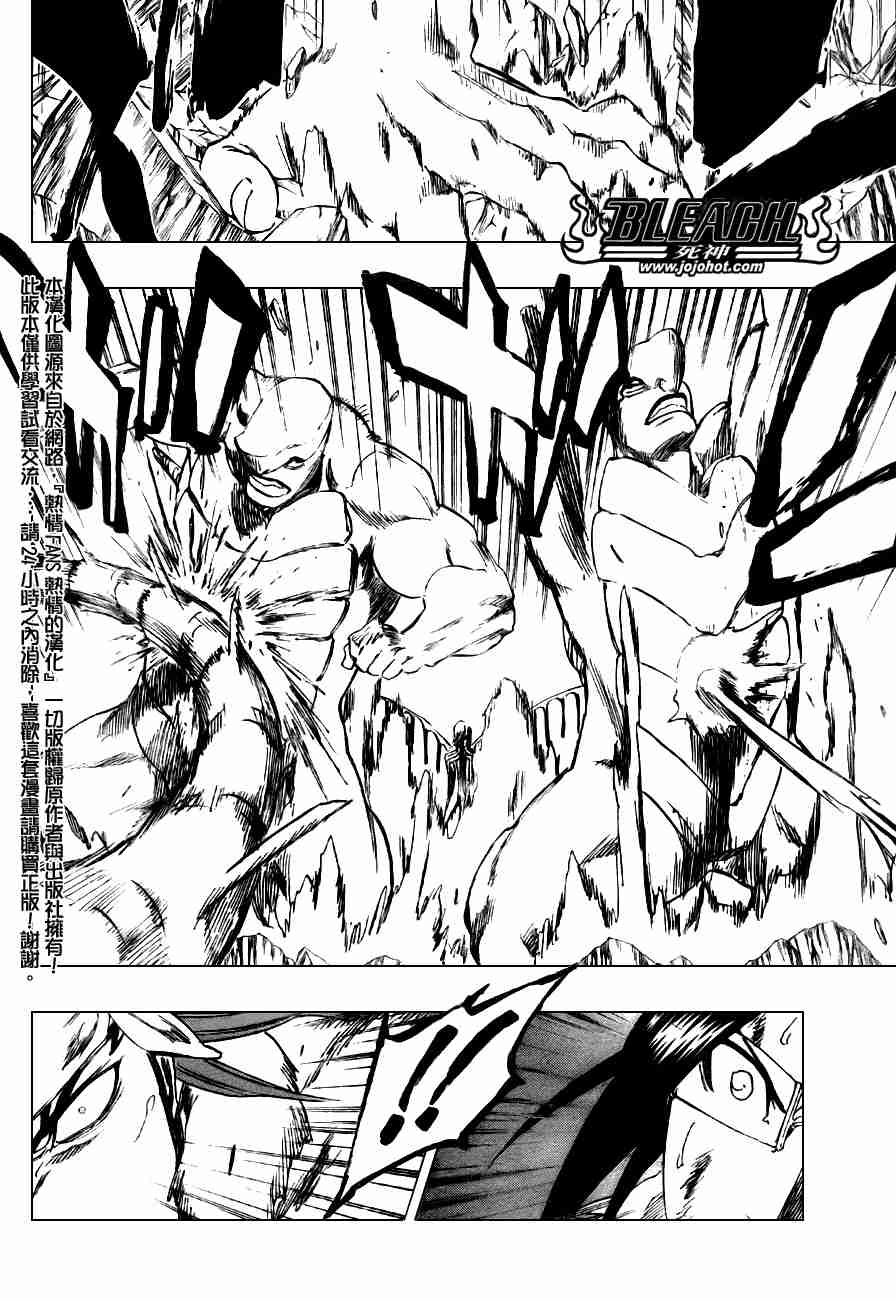 BLEACH
死神
www.jojohot.com
本漢化圖源來自於網路『熱情FANS 熱情的漢化』一切版權歸原作者與出版社擁有！
此版本僅供學習試看交流……請24小時內消除…喜歡這套漫畫請購買正版！謝謝。
!!